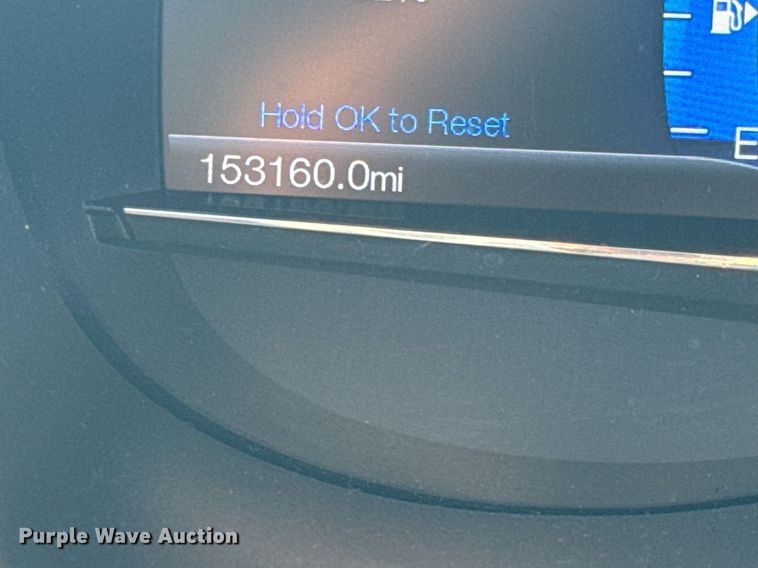 Hold OK to Reset
E
153160.0mi
Purple Wave Auction